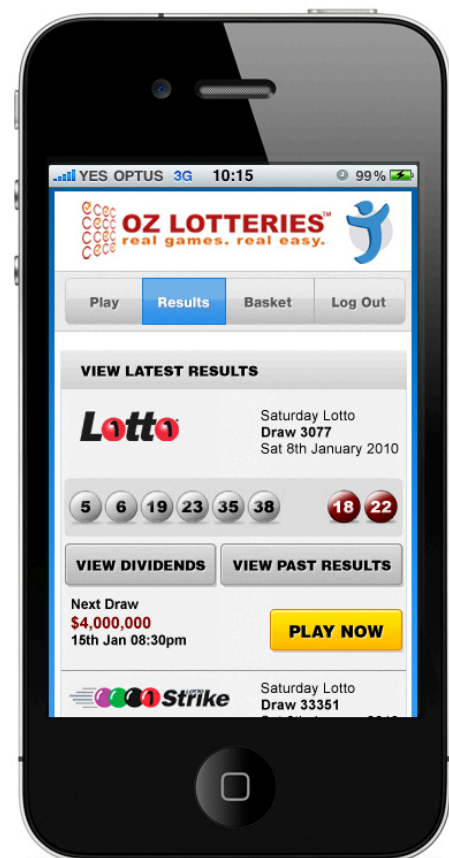 YES OPTUS 3G 10:15 99%
OZ LOTTERIES™
real games. real easy.
Play Results Basket Log Out
VIEW LATEST RESULTS
Lotto
Saturday Lotto
Draw 3077
Sat 8th January 2010
5 6 19 23 35 38 18 22
VIEW DIVIDENDS VIEW PAST RESULTS
Next Draw
$4,000,000
15th Jan 08:30pm
PLAY NOW
LOTTO
Strike
Saturday Lotto
Draw 33351